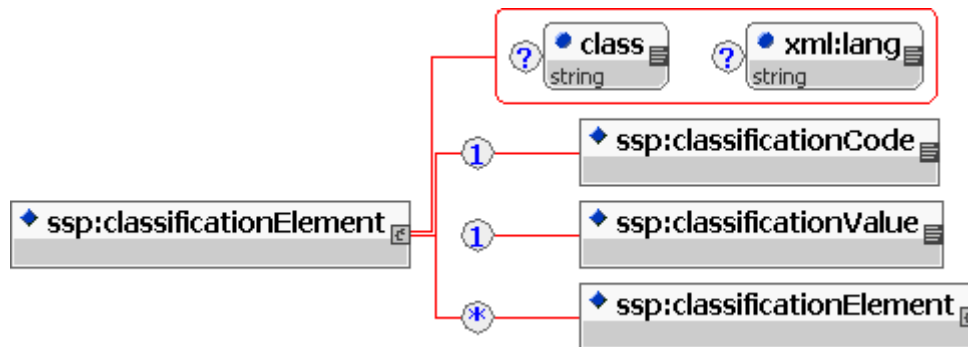 ? class ? xml:lang
string string
1 ssp:classificationCode
ssp:classificationElement
1 ssp:classificationValue
* ssp:classificationElement